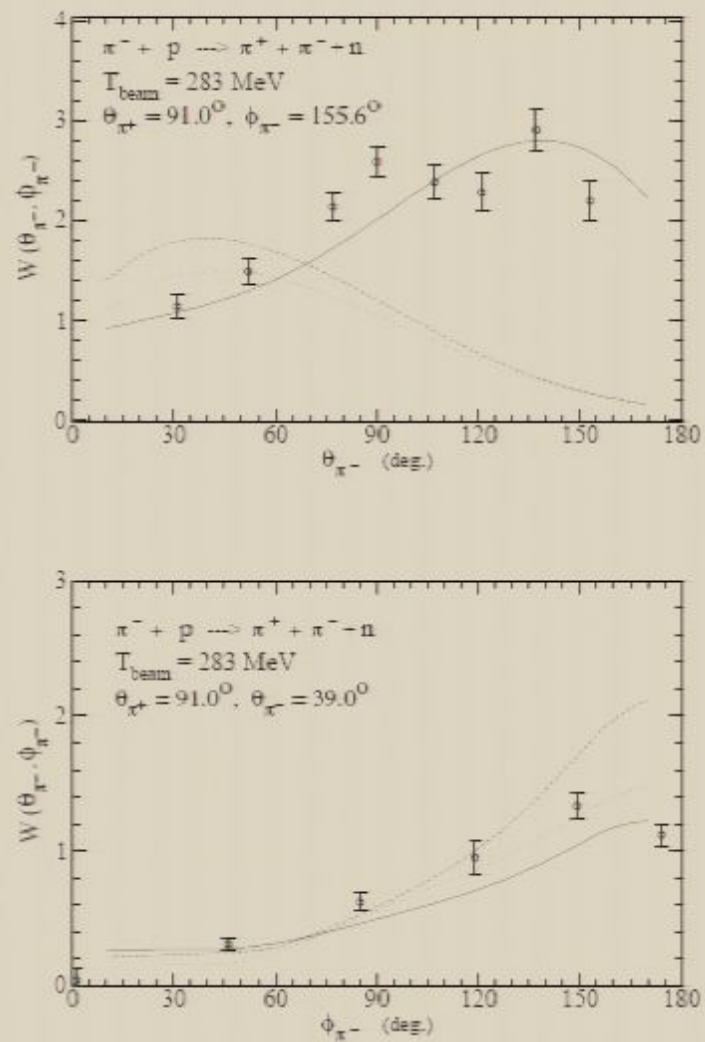 4
π⁻ + p ---> π⁺ + π⁻ + n
T_beam = 283 MeV
θ_π⁺ = 91.0°, φ_π⁻ = 155.6°
3
W (θ_π⁻, φ_π⁻)
2
1
0
0 30 60 90 120 150 180
θ_π⁻ (deg.)
3
π⁻ + p ---> π⁺ + π⁻ + n
T_beam = 283 MeV
θ_π⁺ = 91.0°, θ_π⁻ = 39.0°
2
W (θ_π⁻, φ_π⁻)
1
0
0 30 60 90 120 150 180
φ_π⁻ (deg.)